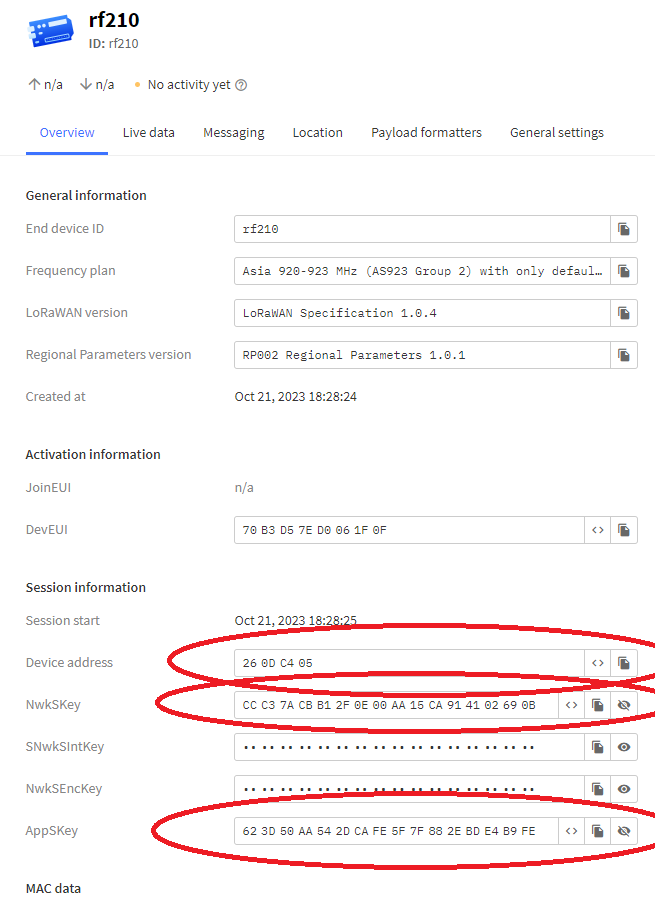 rf210
ID: rf210
n/a n/a No activity yet
Overview Live data Messaging Location Payload formatters General settings
General information
End device ID rf210
Frequency plan Asia 920-923 MHz (AS923 Group 2) with only defaul…
LoRaWAN version LoRaWAN Specification 1.0.4
Regional Parameters version RP002 Regional Parameters 1.0.1
Created at Oct 21, 2023 18:28:24
Activation information
JoinEUI n/a
DevEUI 70 B3 D5 7E D0 06 1F 0F
Session information
Session start Oct 21, 2023 18:28:25
Device address 26 0D C4 05
NwkSKey CC C3 7A CB B1 2F 0E 00 AA 15 CA 91 41 02 69 0B
SNwkSIntKey •• •• •• •• •• •• •• •• •• •• •• •• •• •• •• ••
NwkSEncKey •• •• •• •• •• •• •• •• •• •• •• •• •• •• •• ••
AppSKey 62 3D 50 AA 54 2D CA FE 5F 7F 88 2E BD E4 B9 FE
MAC data